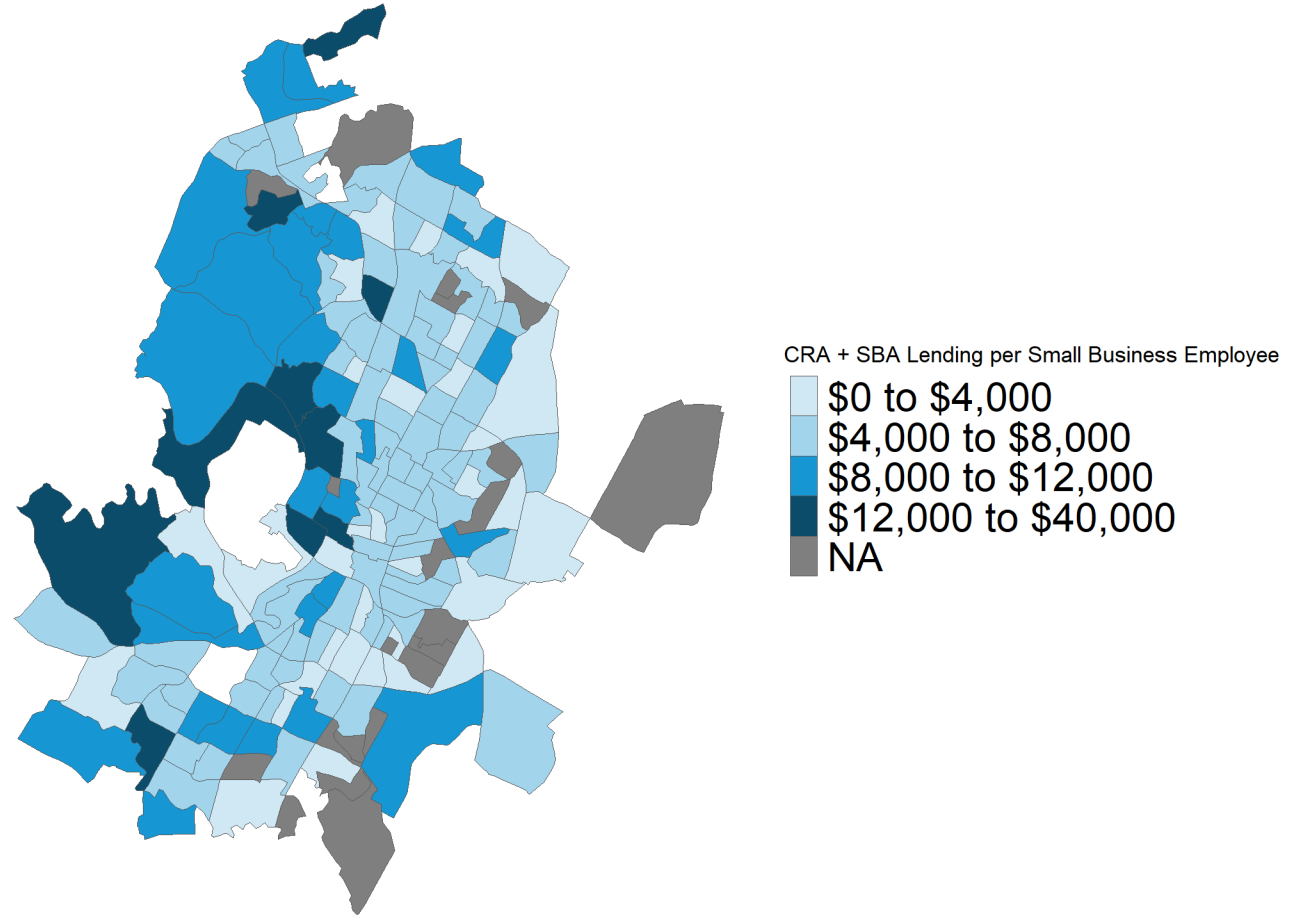 CRA + SBA Lending per Small Business Employee
$0 to $4,000
$4,000 to $8,000
$8,000 to $12,000
$12,000 to $40,000
NA